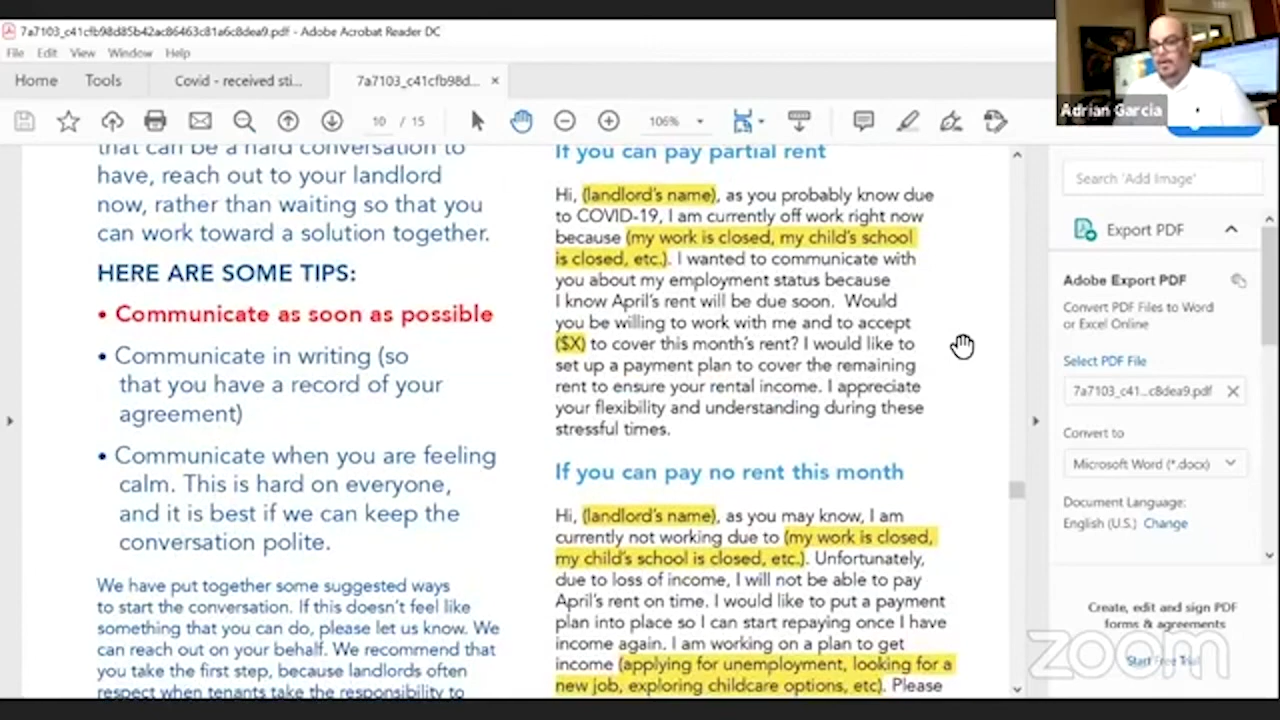 7a7103_c41cfb98d85b42ac86463c81a6c8dea9.pdf - Adobe Acrobat Reader DC
File Edit View Window Help
Home Tools Covid - received sti... 7a7103_c41cfb98d... ×
10 / 15 106%
Adrian Garcia
that can be a hard conversation to
have, reach out to your landlord
now, rather than waiting so that you
can work toward a solution together.
HERE ARE SOME TIPS:
• Communicate as soon as possible
• Communicate in writing (so
that you have a record of your
agreement)
• Communicate when you are feeling
calm. This is hard on everyone,
and it is best if we can keep the
conversation polite.
We have put together some suggested ways
to start the conversation. If this doesn't feel like
something that you can do, please let us know. We
can reach out on your behalf. We recommend that
you take the first step, because landlords often
respect when tenants take the responsibility to
If you can pay partial rent
Hi, (landlord's name), as you probably know due
to COVID-19, I am currently off work right now
because (my work is closed, my child's school
is closed, etc.). I wanted to communicate with
you about my employment status because
I know April's rent will be due soon. Would
you be willing to work with me and to accept
($X) to cover this month's rent? I would like to
set up a payment plan to cover the remaining
rent to ensure your rental income. I appreciate
your flexibility and understanding during these
stressful times.
If you can pay no rent this month
Hi, (landlord's name), as you may know, I am
currently not working due to (my work is closed,
my child's school is closed, etc.). Unfortunately,
due to loss of income, I will not be able to pay
April's rent on time. I would like to put a payment
plan into place so I can start repaying once I have
income again. I am working on a plan to get
income (applying for unemployment, looking for a
new job, exploring childcare options, etc). Please
Search 'Add Image'
Export PDF
Adobe Export PDF
Convert PDF Files to Word
or Excel Online
Select PDF File
7a7103_c41...c8dea9.pdf ×
Convert to
Microsoft Word (*.docx)
Document Language:
English (U.S.) Change
Create, edit and sign PDF
forms & agreements
Start Free Trial
zoom